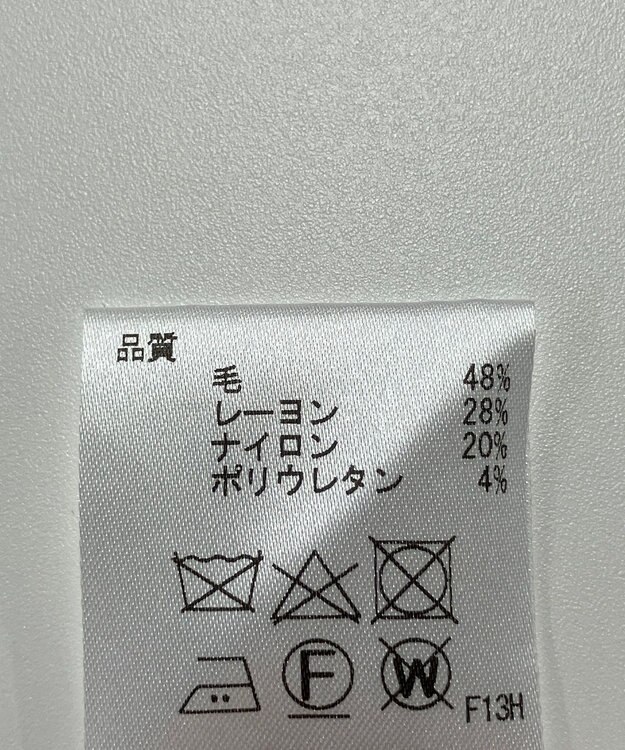 品質
毛 48%
レーヨン 28%
ナイロン 20%
ポリウレタン 4%
F W F13H